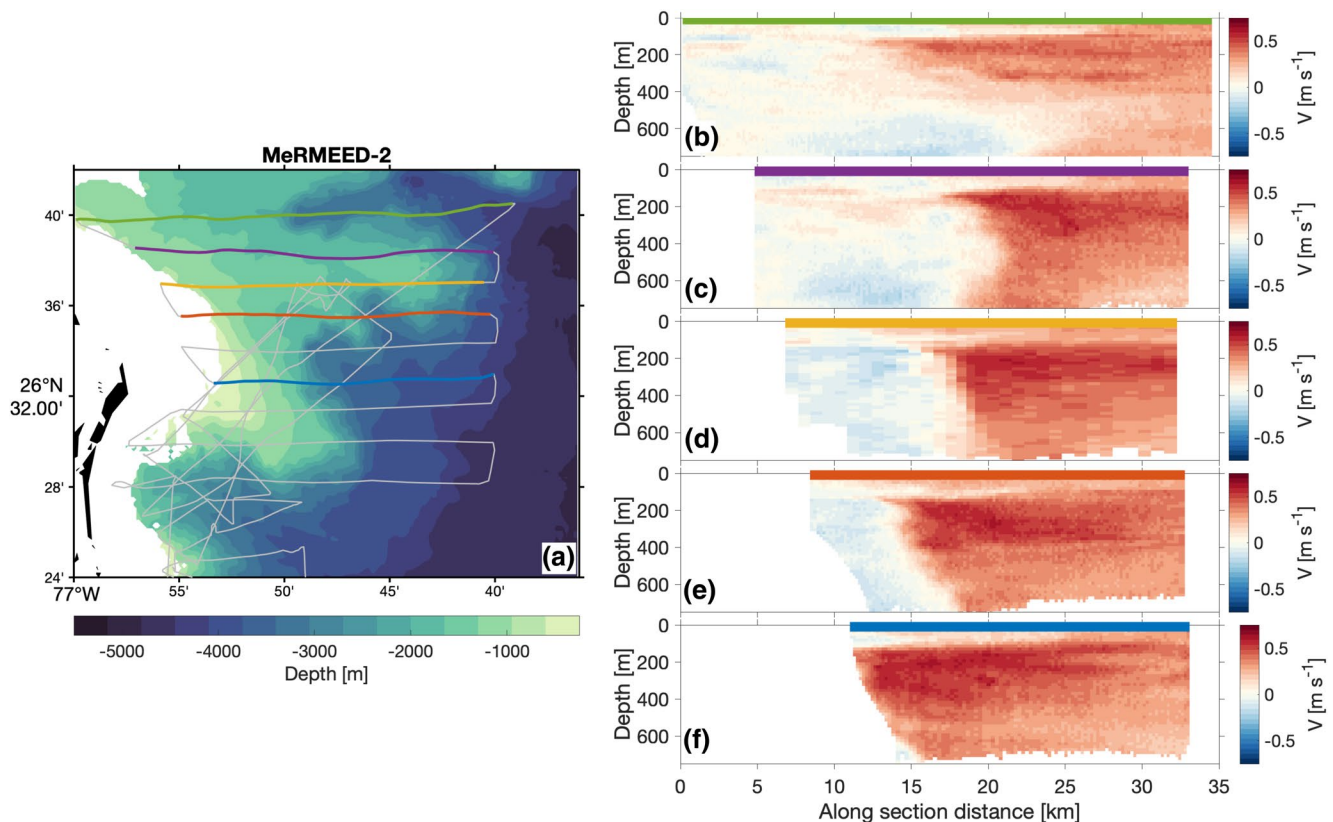 MeRMEED-2
40'
36'
26°N
32.00'
28'
24'
77°W
55'
50'
45'
40'
(a)
-5000
-4000
-3000
-2000
-1000
Depth [m]
0
200
400
600
Depth [m]
(b)
0.5
0
-0.5
V [m s⁻¹]
0
200
400
600
Depth [m]
(c)
0.5
0
-0.5
V [m s⁻¹]
0
200
400
600
Depth [m]
(d)
0.5
0
-0.5
V [m s⁻¹]
0
200
400
600
Depth [m]
(e)
0.5
0
-0.5
V [m s⁻¹]
0
200
400
600
Depth [m]
(f)
0.5
0
-0.5
V [m s⁻¹]
0
5
10
15
20
25
30
35
Along section distance [km]